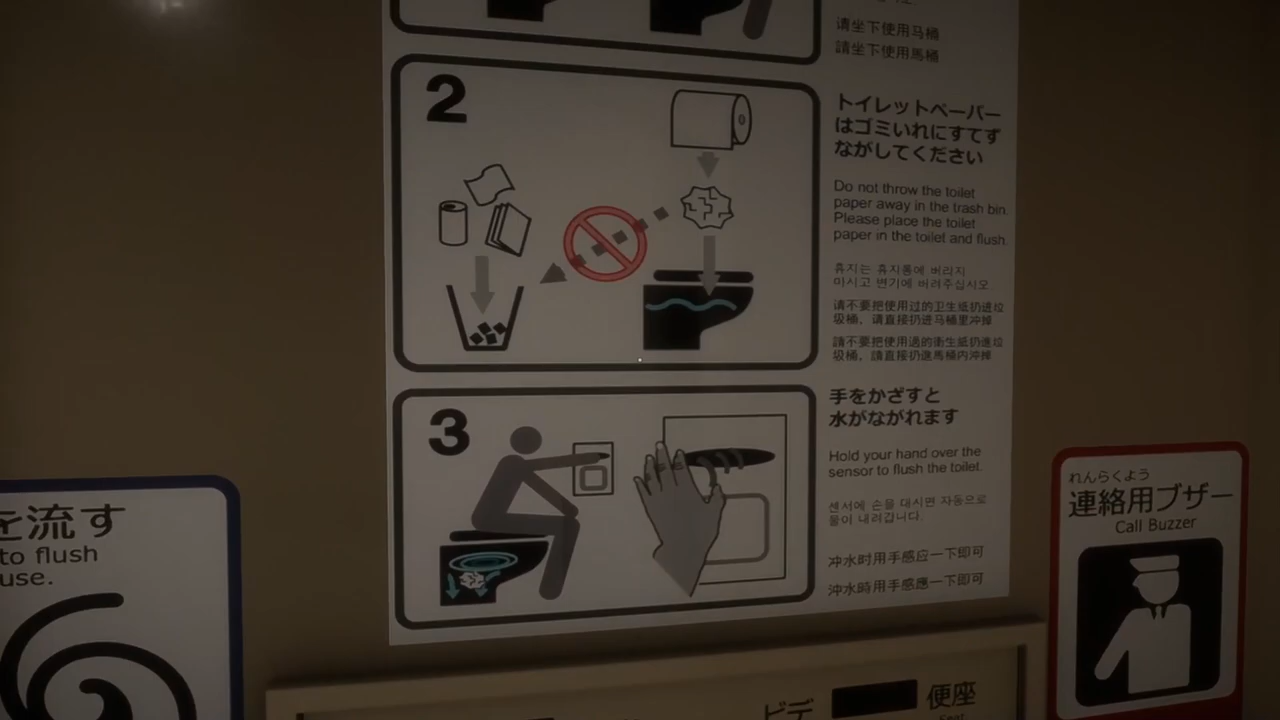 请坐下使用马桶
請坐下使用馬桶
2
トイレットペーパー
はゴミいれにすてず
ながしてください
Do not throw the toilet
paper away in the trash bin.
Please place the toilet
paper in the toilet and flush.
휴지는 휴지통에 버리지
마시고 변기에 버려주십시오
请不要把使用过的卫生纸扔进垃
圾桶，请直接扔进马桶里冲掉
請不要把使用過的衛生紙扔進垃
圾桶，請直接扔進馬桶内沖掉
3
手をかざすと
水がながれます
Hold your hand over the
sensor to flush the toilet.
센서에 손을 대시면 자동으로
물이 내려갑니다.
冲水时用手感应一下即可
沖水時用手感應一下即可
を流す
to flush
use.
れんらくよう
連絡用ブザー
Call Buzzer
ビデ
便座